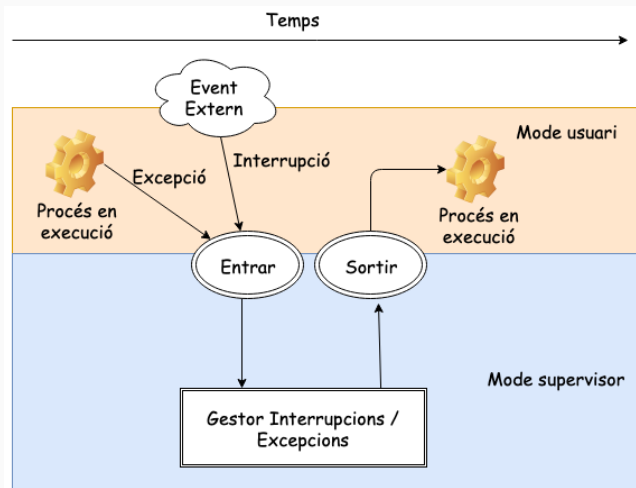 Temps
Event
Extern
Mode usuari
Excepció
Interrupció
Procés en
execució
Procés en
execució
Entrar
Sortir
Mode supervisor
Gestor Interrupcions /
Excepcions